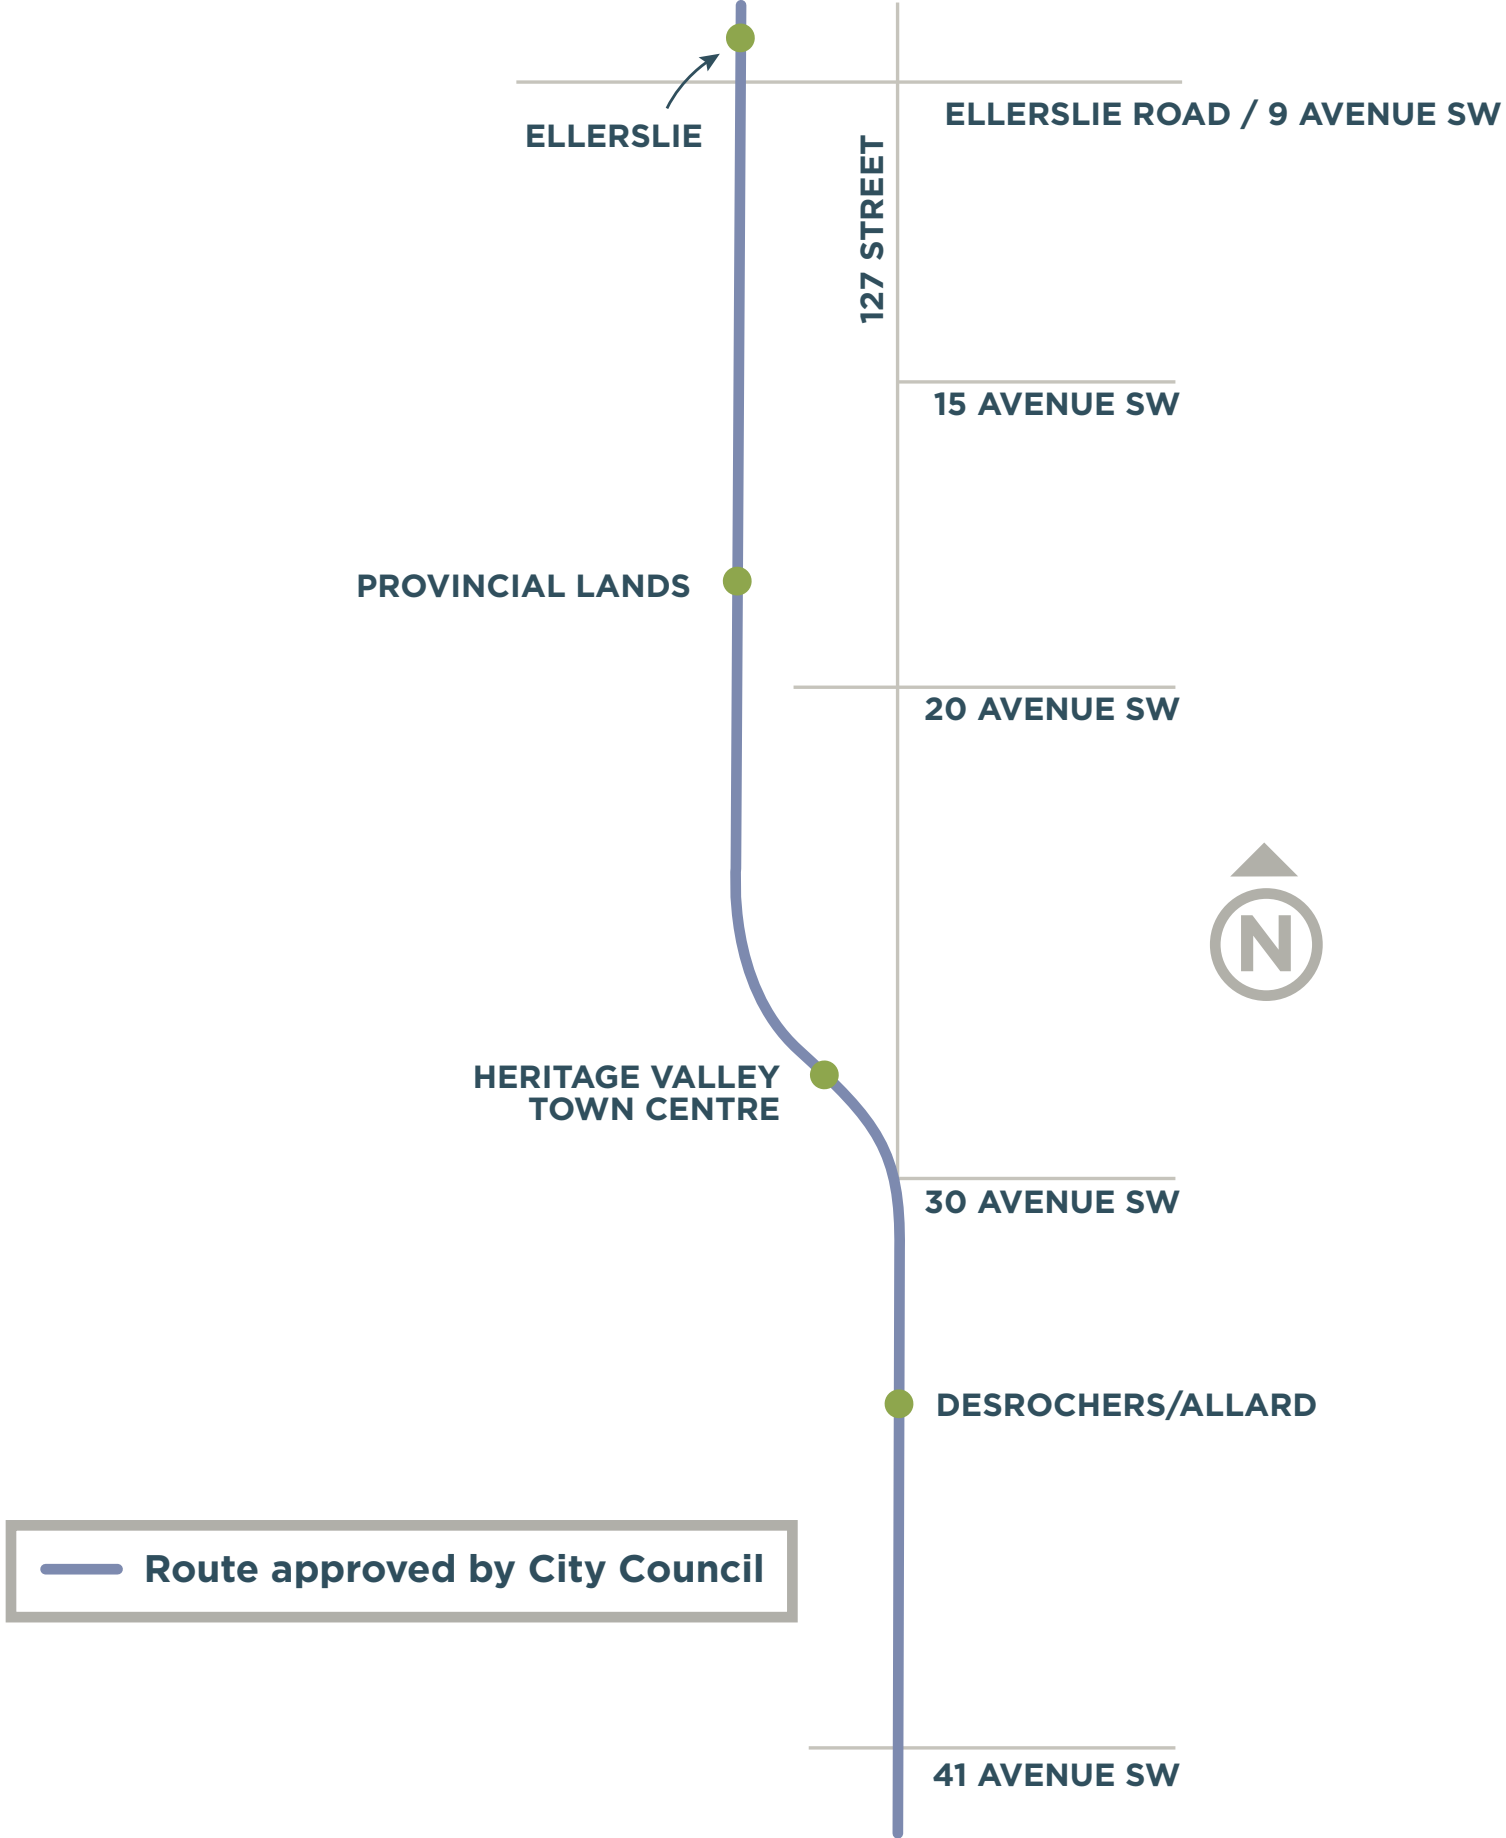 ELLERSLIE ROAD / 9 AVENUE SW
ELLERSLIE
127 STREET
15 AVENUE SW
PROVINCIAL LANDS
20 AVENUE SW
N
HERITAGE VALLEY
TOWN CENTRE
30 AVENUE SW
DESROCHERS/ALLARD
Route approved by City Council
41 AVENUE SW